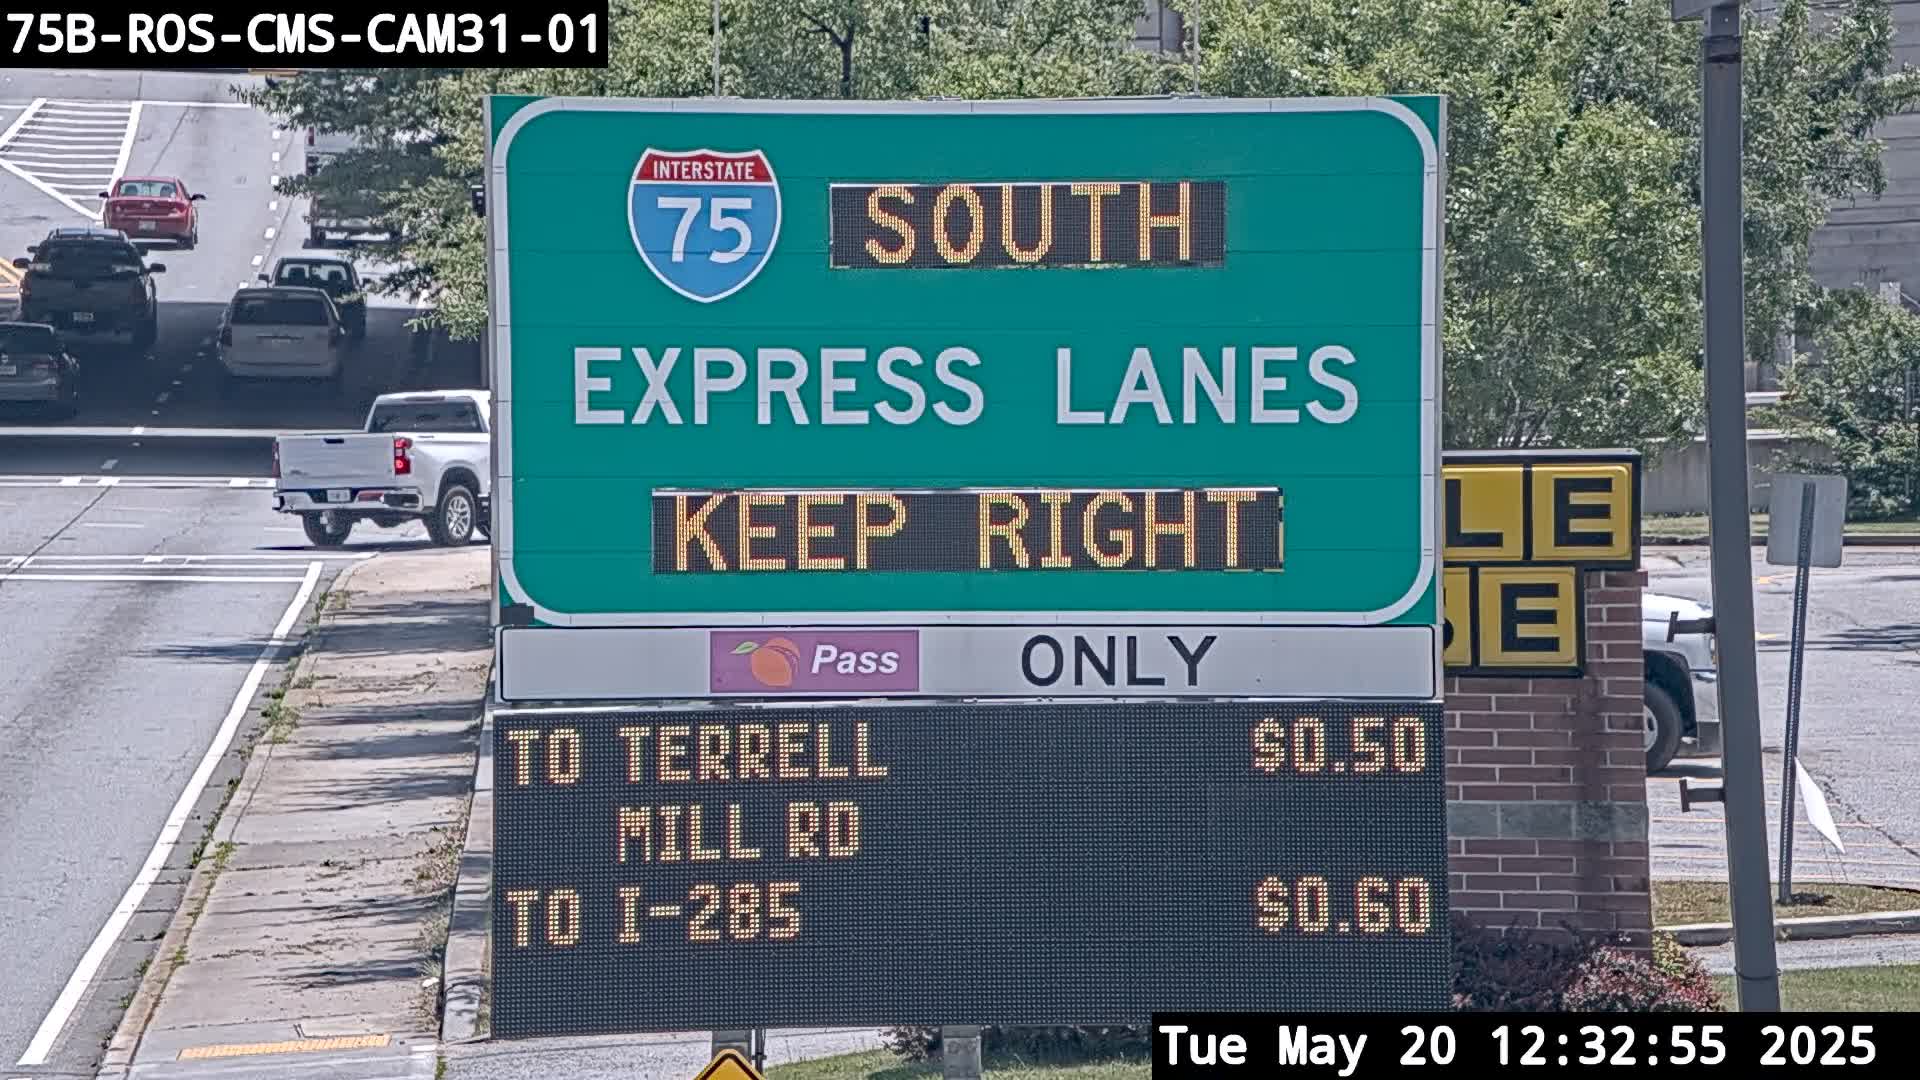 75B-ROS-CMS-CAM31-01
INTERSTATE
75
SOUTH
EXPRESS LANES
KEEP RIGHT
Pass ONLY
TO TERRELL $0.50
MILL RD
TO I-285 $0.60
LE
E
Tue May 20 12:32:55 2025